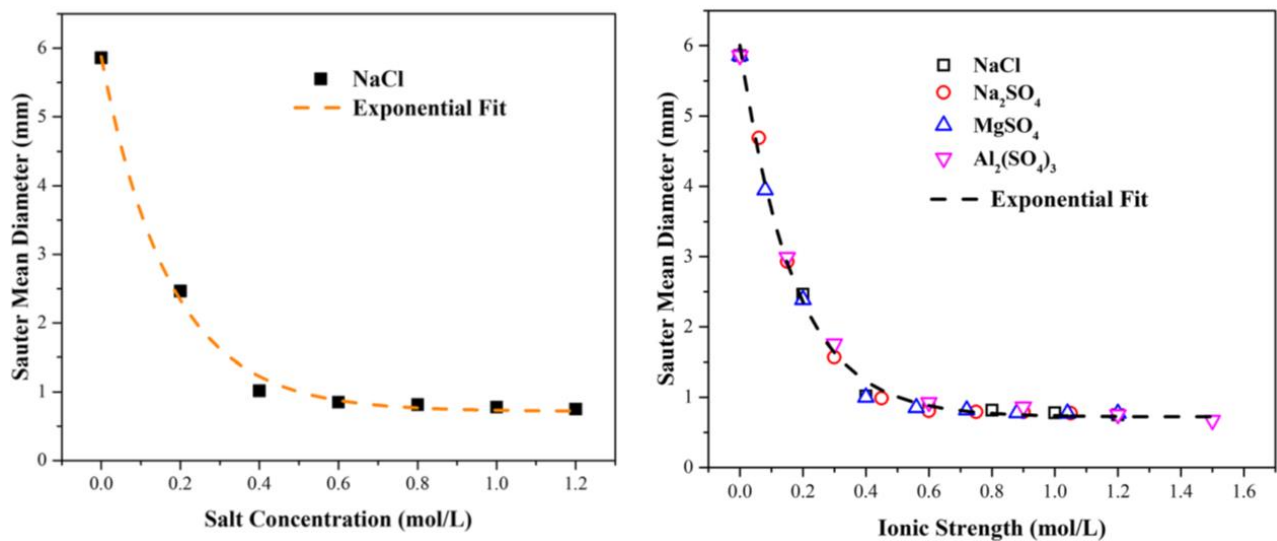 6
5
4
3
2
1
0
0.0 0.2 0.4 0.6 0.8 1.0 1.2
Sauter Mean Diameter (mm)
Salt Concentration (mol/L)
NaCl
Exponential Fit
6
5
4
3
2
1
0
0.0 0.2 0.4 0.6 0.8 1.0 1.2 1.4 1.6
Sauter Mean Diameter (mm)
Ionic Strength (mol/L)
NaCl
Na₂SO₄
MgSO₄
Al₂(SO₄)₃
Exponential Fit